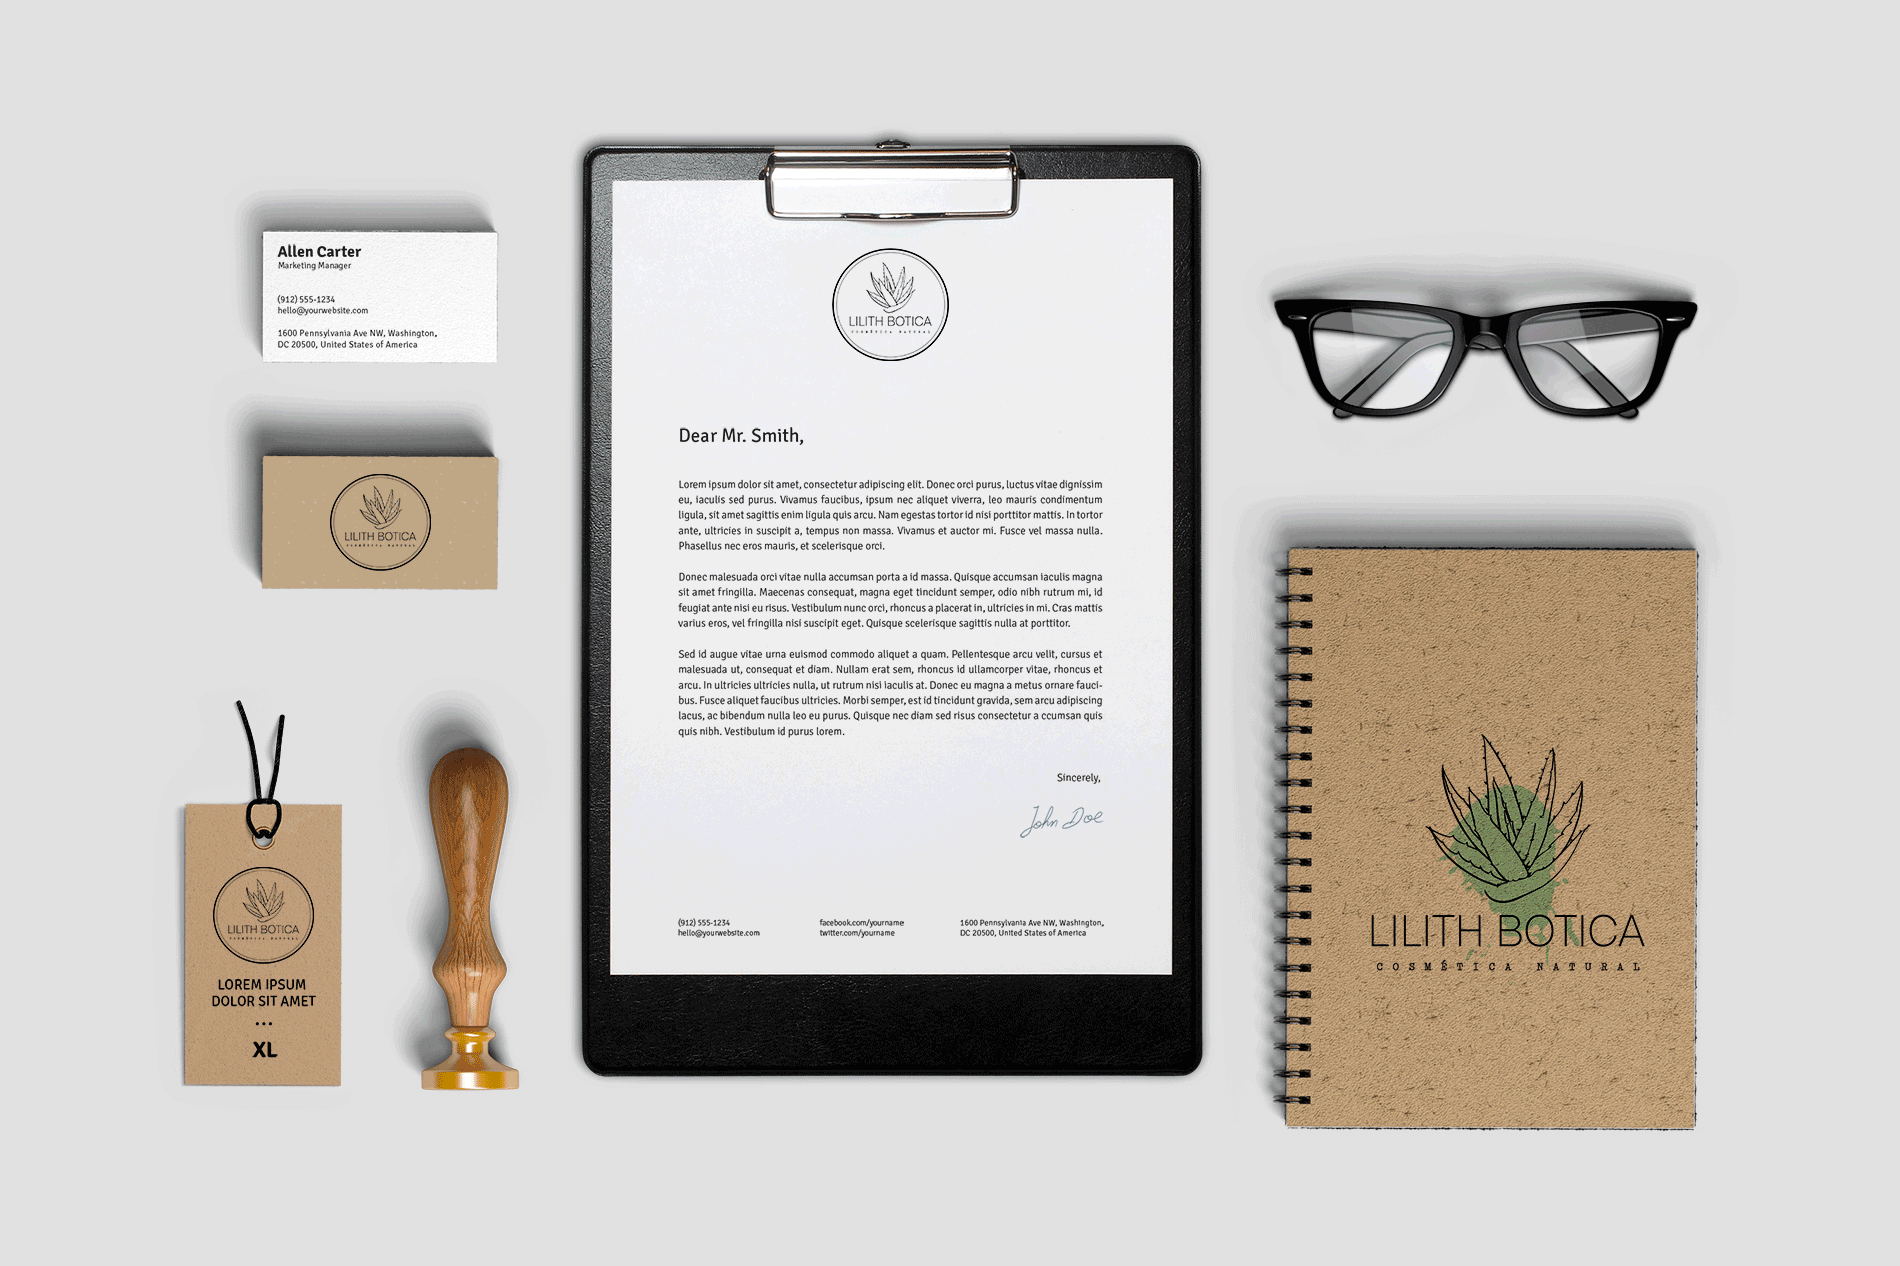 Allen Carter
Marketing Manager
(912) 555-1234
hello@yourwebsite.com
1600 Pennsylvania Ave NW, Washington,
DC 20500, United States of America
LILITH BOTICA
COSMÉTICA NATURAL
LILITH BOTICA
COSMÉTICA NATURAL
LOREM IPSUM
DOLOR SIT AMET
...
XL
LILITH BOTICA
COSMÉTICA NATURAL
Dear Mr. Smith,
Lorem ipsum dolor sit amet, consectetur adipiscing elit. Donec orci purus, luctus vitae dignissim
eu, iaculis sed purus. Vivamus faucibus, ipsum nec aliquet viverra, leo mauris condimentum
ligula, sit amet sagittis enim ligula quis arcu. Nam egestas tortor id nisi porttitor mattis. In tortor
ante, ultricies in suscipit a, tempus non massa. Vivamus et auctor mi. Fusce vel massa nulla.
Phasellus nec eros mauris, et scelerisque orci.
Donec malesuada orci vitae nulla accumsan porta a id massa. Quisque accumsan iaculis magna
sit amet fringilla. Maecenas consequat, magna eget tincidunt semper, odio nibh rutrum mi, id
feugiat ante nisi eu risus. Vestibulum nunc orci, rhoncus a placerat in, ultricies in mi. Cras mattis
varius eros, vel fringilla nisi suscipit eget. Quisque scelerisque sagittis nulla at porttitor.
Sed id augue vitae urna euismod commodo aliquet a quam. Pellentesque arcu velit, cursus et
malesuada ut, consequat et diam. Nullam erat sem, rhoncus id ullamcorper vitae, rhoncus et
arcu. In ultricies ultricies nulla, ut rutrum nisi iaculis at. Donec eu magna a metus ornare fauci-
bus. Fusce aliquet faucibus ultricies. Morbi semper, est id tincidunt gravida, sem arcu adipiscing
lacus, ac bibendum nulla leo eu purus. Quisque nec diam sed risus consectetur a ccumsan quis
quis nibh. Vestibulum id purus lorem.
Sincerely,
John Doe
(912) 555-1234
hello@yourwebsite.com
facebook.com/yourname
twitter.com/yourname
1600 Pennsylvania Ave NW, Washington,
DC 20500, United States of America
LILITH BOTICA
COSMÉTICA NATURAL